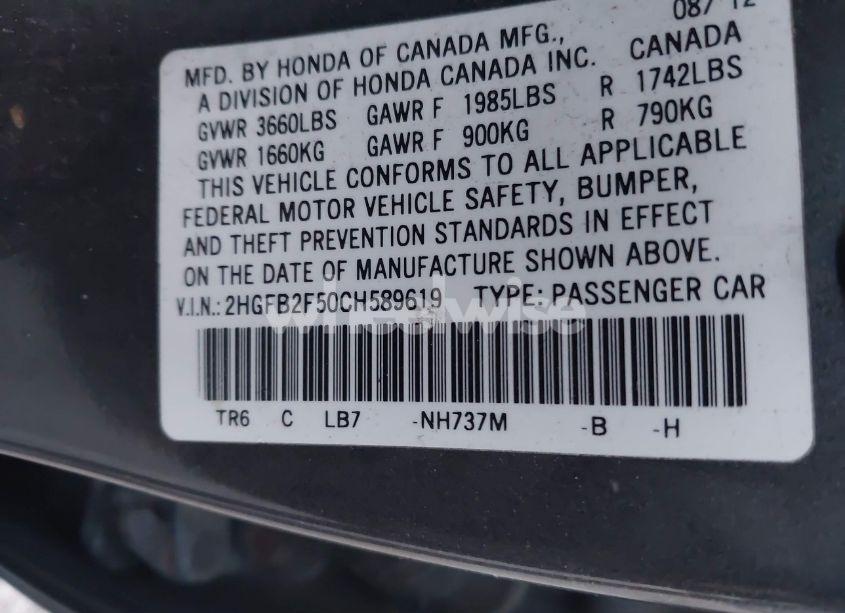 08/12
MFD. BY HONDA OF CANADA MFG.,
A DIVISION OF HONDA CANADA INC. CANADA
GVWR 3660LBS GAWR F 1985LBS R 1742LBS
GVWR 1660KG GAWR F 900KG R 790KG
THIS VEHICLE CONFORMS TO ALL APPLICABLE
FEDERAL MOTOR VEHICLE SAFETY, BUMPER,
AND THEFT PREVENTION STANDARDS IN EFFECT
ON THE DATE OF MANUFACTURE SHOWN ABOVE.
V.I.N.: 2HGFB2F50CH589619 TYPE: PASSENGER CAR
wheelwise
TR6 C LB7 -NH737M -B -H